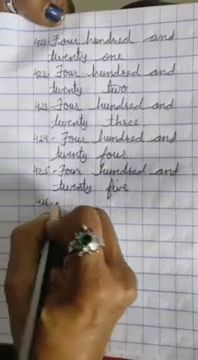 421- Four hundred and
twenty one
422- Four hundred and
twenty two
423- Four hundred and
twenty three
424- Four hundred and
twenty four
425- Four hundred and
twenty five
426-